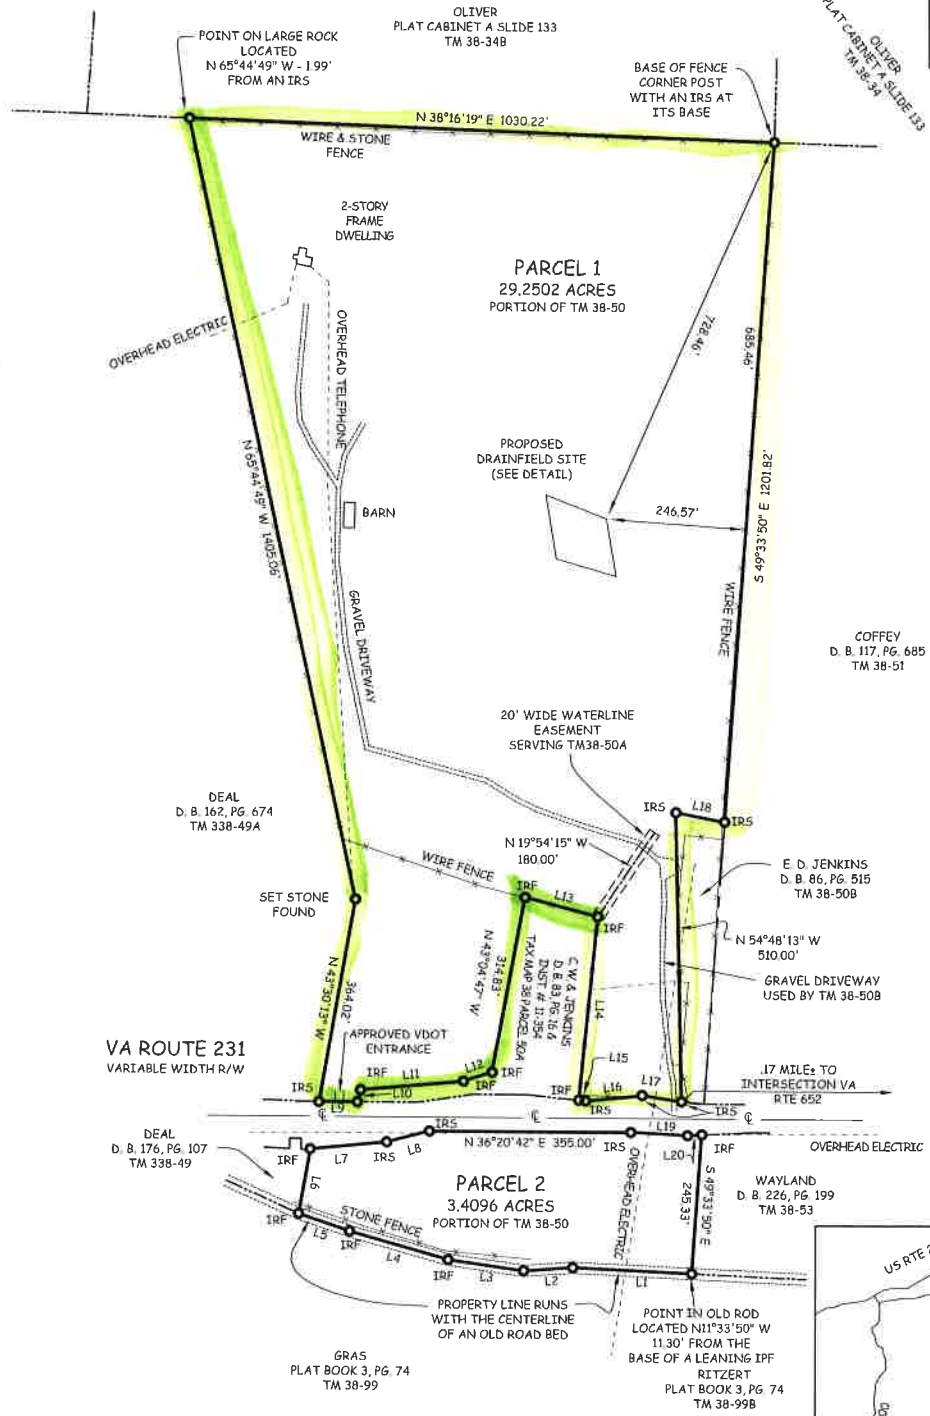 OLIVER
PLAT CABINET A SLIDE 133
TM 38-34B
OLIVER
PLAT CABINET A SLIDE 133
TM 38-34
POINT ON LARGE ROCK
LOCATED
N 65°44'49" W - 1.99'
FROM AN IRS
BASE OF FENCE
CORNER POST
WITH AN IRS AT
ITS BASE
N 38°16'19" E 1030.22'
WIRE & STONE
FENCE
2-STORY
FRAME
DWELLING
PARCEL 1
29.2502 ACRES
PORTION OF TM 38-50
OVERHEAD ELECTRIC
OVERHEAD TELEPHONE
728.46'
685.46'
PROPOSED
DRAINFIELD SITE
(SEE DETAIL)
N 65°44'49" W 1405.06'
BARN
246.57'
S 49°33'50" E 1201.82'
WIRE FENCE
GRAVEL DRIVEWAY
COFFEY
D. B. 117, PG. 685
TM 38-51
20' WIDE WATERLINE
EASEMENT
SERVING TM38-50A
DEAL
D. B. 162, PG. 674
TM 338-49A
IRS
L18
IRS
N 19°54'15" W
180.00'
WIRE FENCE
E. D. JENKINS
D. B. 86, PG. 515
TM 38-50B
SET STONE
FOUND
IRF
L13
IRF
N 54°48'13" W
510.00'
N 43°30'13" W
364.02'
314.83'
N 43°04'47" W
C.W. & JENKINS
D. B. 83, PG. 16 &
INST. # 11-354
TAX MAP 38 PARCEL 50A
L14
GRAVEL DRIVEWAY
USED BY TM 38-50B
VA ROUTE 231
VARIABLE WIDTH R/W
APPROVED VDOT
ENTRANCE
IRF
L11
L12
IRF
L15
IRS
L9
L10
IRF
L16
L17
IRS
IRS
.17 MILE± TO
INTERSECTION VA
RTE 652
℄
℄
℄
DEAL
D. B. 176, PG. 107
TM 338-49
IRS
N 36°20'42" E 355.00'
IRS
L19
IRF
OVERHEAD ELECTRIC
IRF
L7
IRS
L8
L20
L6
PARCEL 2
3.4096 ACRES
PORTION OF TM 38-50
OVERHEAD ELECTRIC
S 49°33'50" E
245.33'
WAYLAND
D. B. 226, PG. 199
TM 38-53
STONE FENCE
IRF
L5
L4
IRF
L3
L2
L1
US RTE 2
PROPERTY LINE RUNS
WITH THE CENTERLINE
OF AN OLD ROAD BED
POINT IN OLD ROD
LOCATED N11°33'50" W
11.30' FROM THE
BASE OF A LEANING IPF
RITZERT
PLAT BOOK 3, PG. 74
TM 38-99B
GRAS
PLAT BOOK 3, PG. 74
TM 38-99